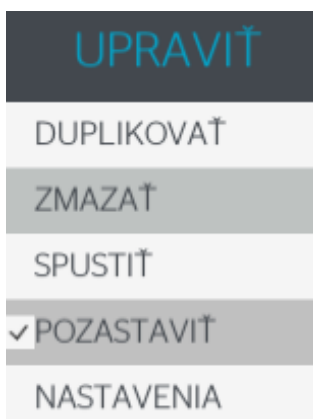 UPRAVIŤ
DUPLIKOVAŤ
ZMAZAŤ
SPUSTIŤ
POZASTAVIŤ
NASTAVENIA